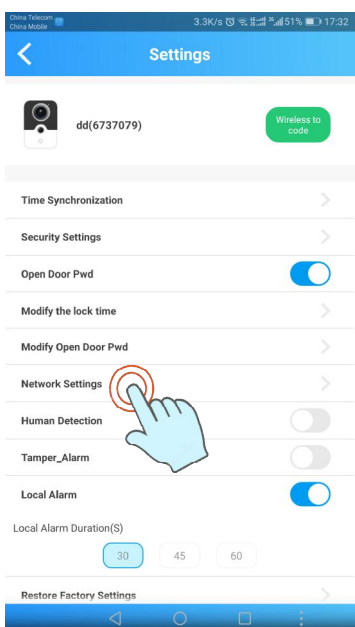 China Telecom
China Mobile
3.3K/s 51% 17:32
Settings
dd(6737079)
Wireless to
code
Time Synchronization
Security Settings
Open Door Pwd
Modify the lock time
Modify Open Door Pwd
Network Settings
Human Detection
Tamper_Alarm
Local Alarm
Local Alarm Duration(S)
30 45 60
Restore Factory Settings